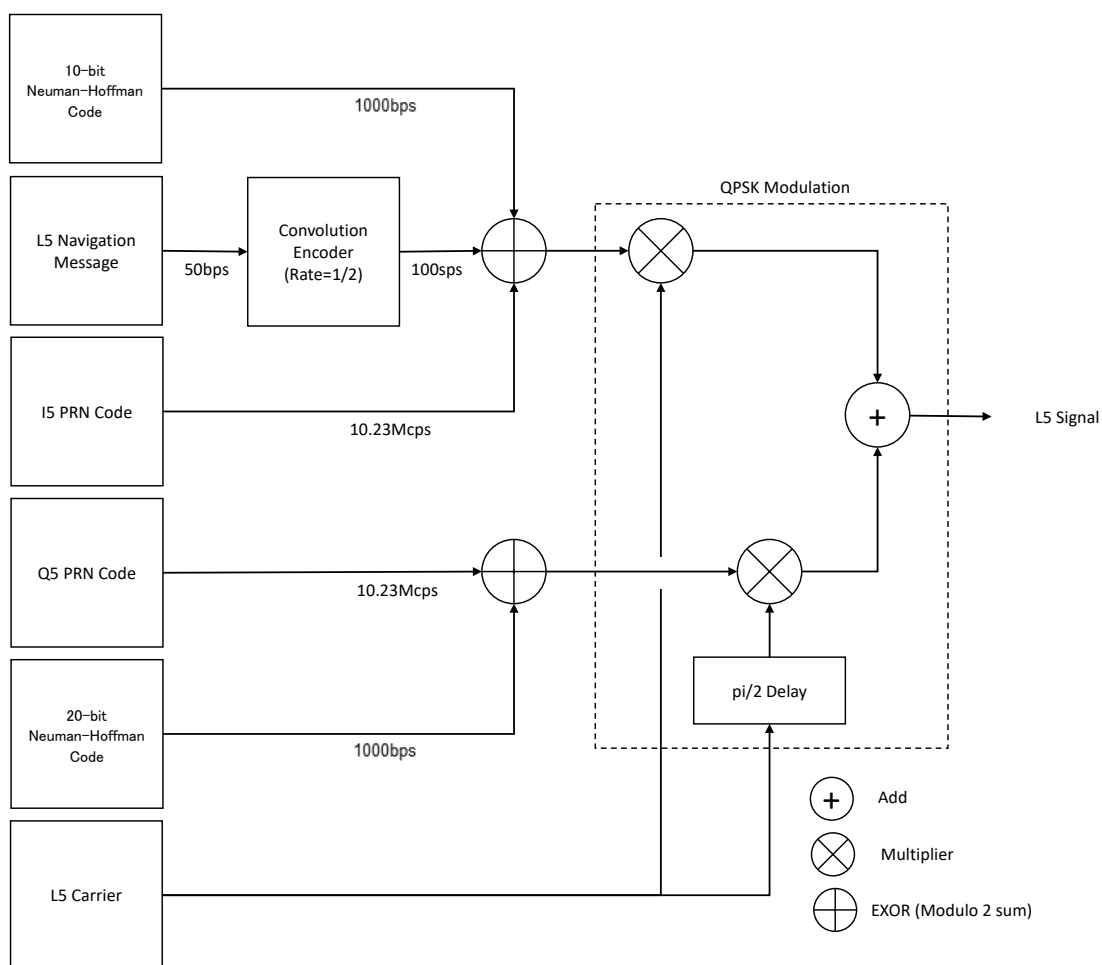 10-bit
Neuman-Hoffman
Code
1000bps
QPSK Modulation
L5 Navigation
Message
50bps
Convolution
Encoder
(Rate=1/2)
100sps
I5 PRN Code
10.23Mcps
+
L5 Signal
Q5 PRN Code
10.23Mcps
pi/2 Delay
20-bit
Neuman-Hoffman
Code
1000bps
+
Add
Multiplier
L5 Carrier
EXOR (Modulo 2 sum)